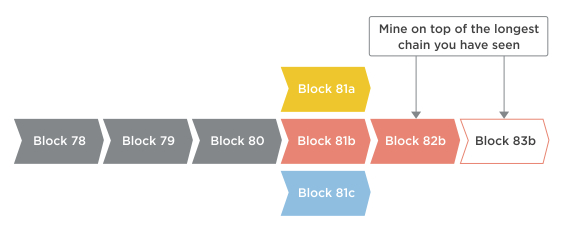 Mine on top of the longest
chain you have seen
Block 81a
Block 78
Block 79
Block 80
Block 81b
Block 82b
Block 83b
Block 81c